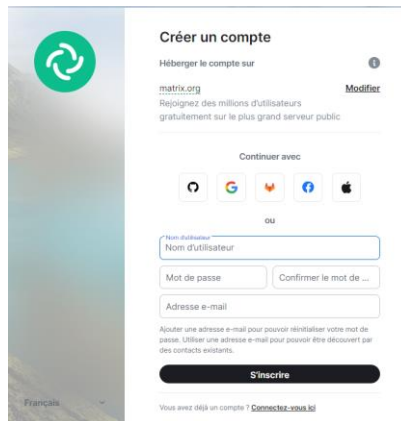 Créer un compte
Héberger le compte sur
matrix.org Modifier
Rejoignez des millions d'utilisateurs
gratuitement sur le plus grand serveur public
Continuer avec
ou
Nom d'utilisateur
Nom d'utilisateur
Mot de passe Confirmer le mot de ...
Adresse e-mail
Ajouter une adresse e-mail pour pouvoir réinitialiser votre mot de
passe. Utiliser une adresse e-mail pour pouvoir être découvert par
des contacts existants.
S'inscrire
Français
Vous avez déjà un compte ? Connectez-vous ici